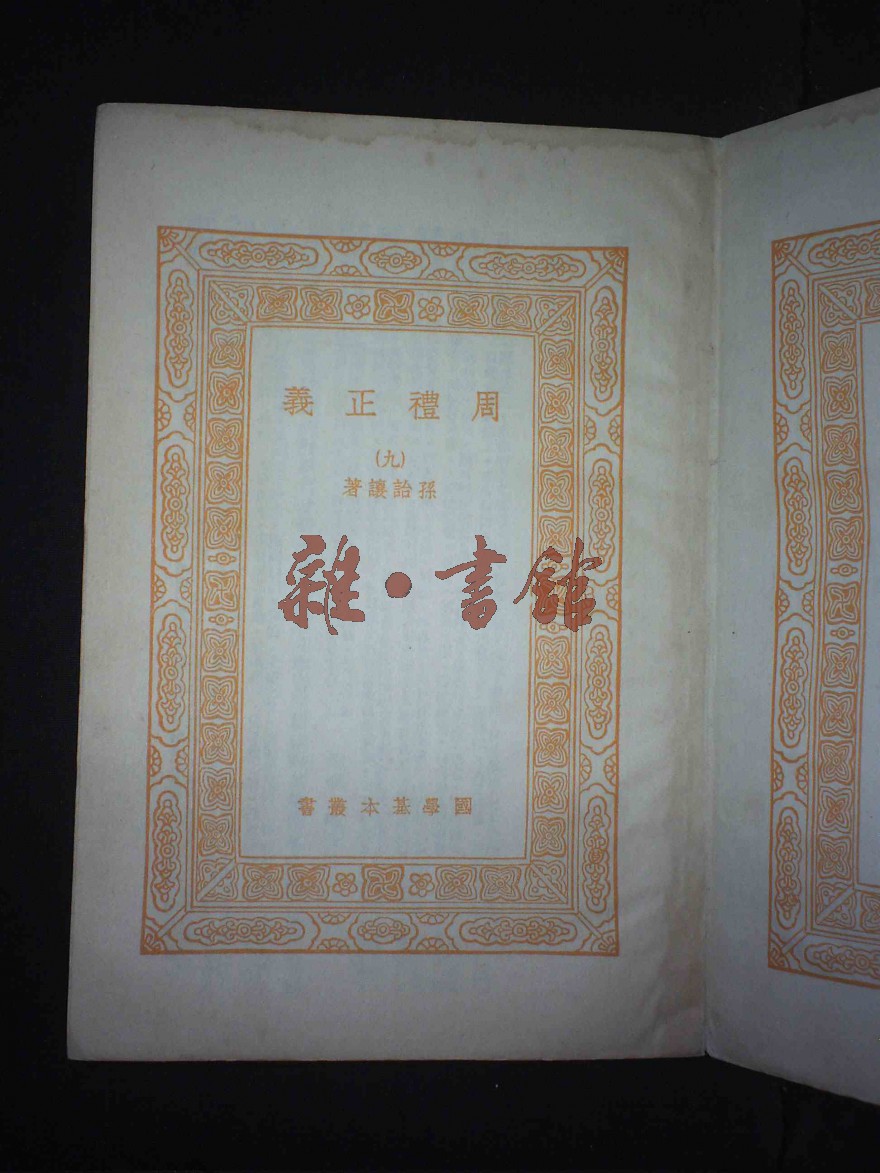 周禮正義
(九)
孫詒讓著
雜·書館
國學基本叢書